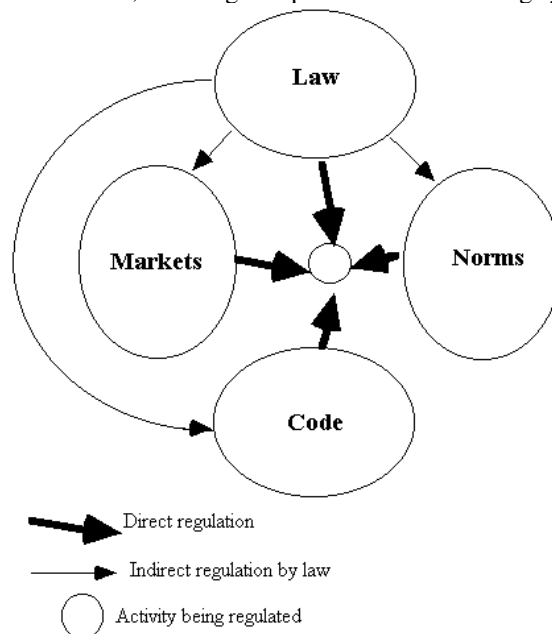 Law
Markets
Norms
Code
Direct regulation
Indirect regulation by law
Activity being regulated